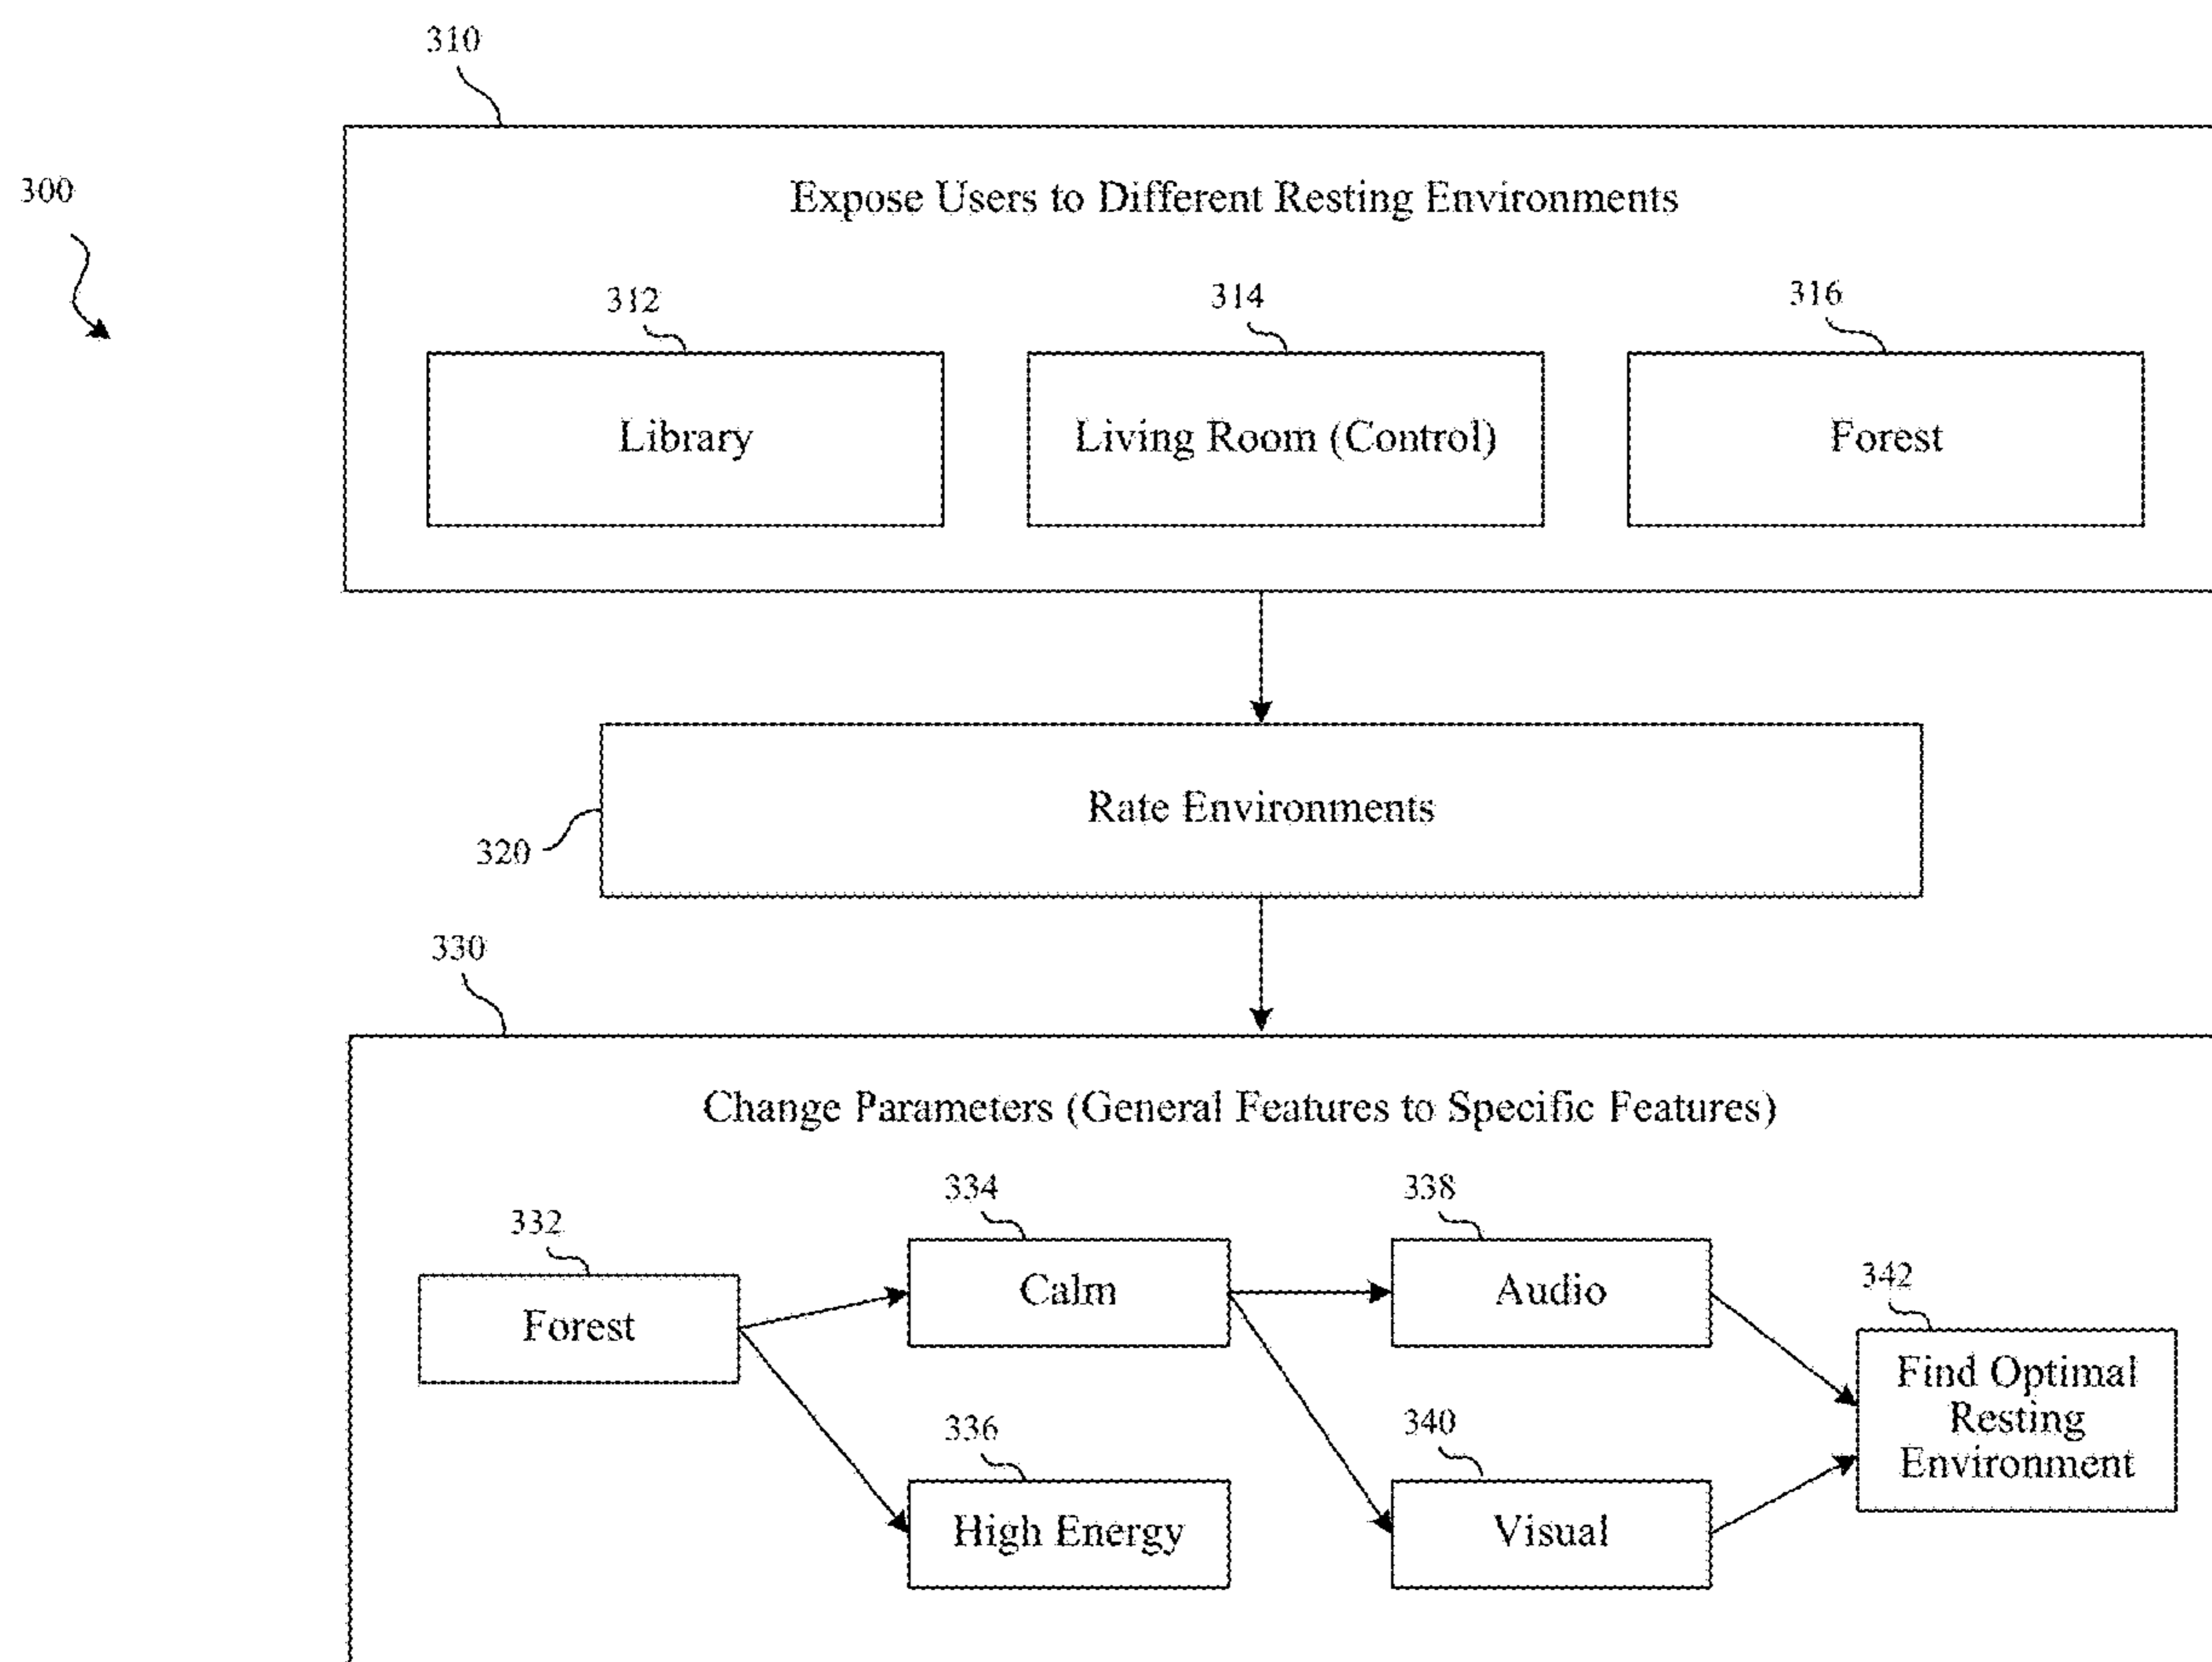 310
300
Expose Users to Different Resting Environments
312
314
316
Library
Living Room (Control)
Forest
Rate Environments
320
330
Change Parameters (General Features to Specific Features)
332
334
338
342
Forest
Calm
Audio
Find Optimal
Resting
Environment
336
340
High Energy
Visual